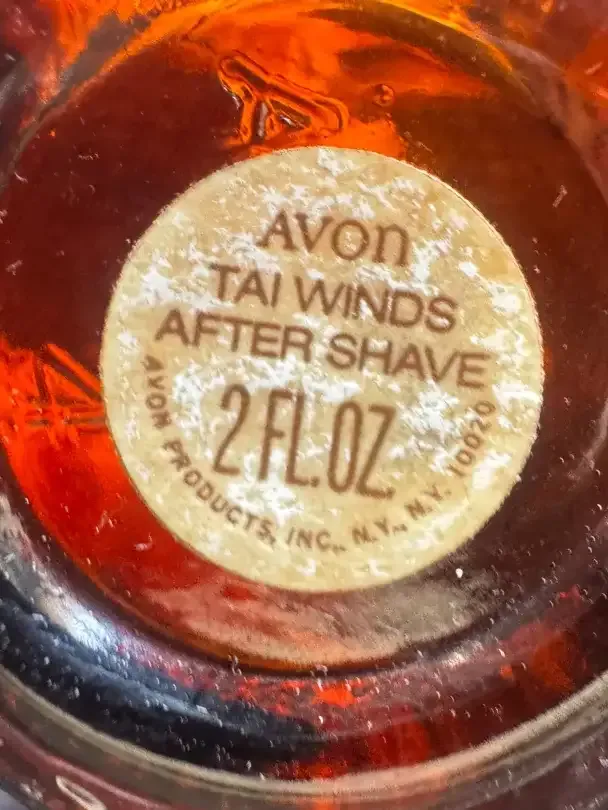 AVON
TAI WINDS
AFTER SHAVE
2 FL.OZ.
AVON PRODUCTS, INC., N.Y., N.Y. 10020